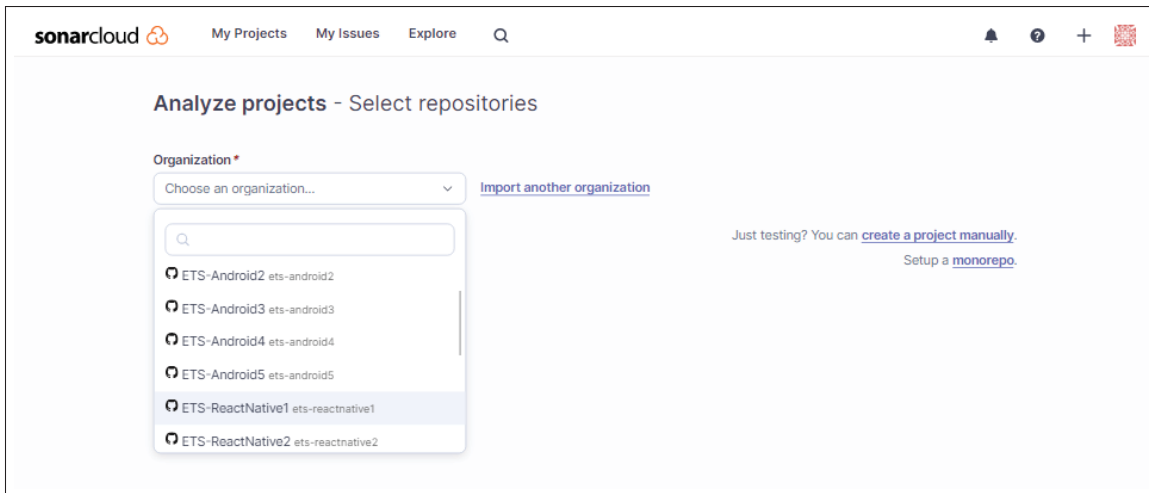 sonarcloud My Projects My Issues Explore
Analyze projects - Select repositories
Organization *
Choose an organization... Import another organization
Just testing? You can create a project manually.
Setup a monorepo.
ETS-Android2 ets-android2
ETS-Android3 ets-android3
ETS-Android4 ets-android4
ETS-Android5 ets-android5
ETS-ReactNative1 ets-reactnative1
ETS-ReactNative2 ets-reactnative2